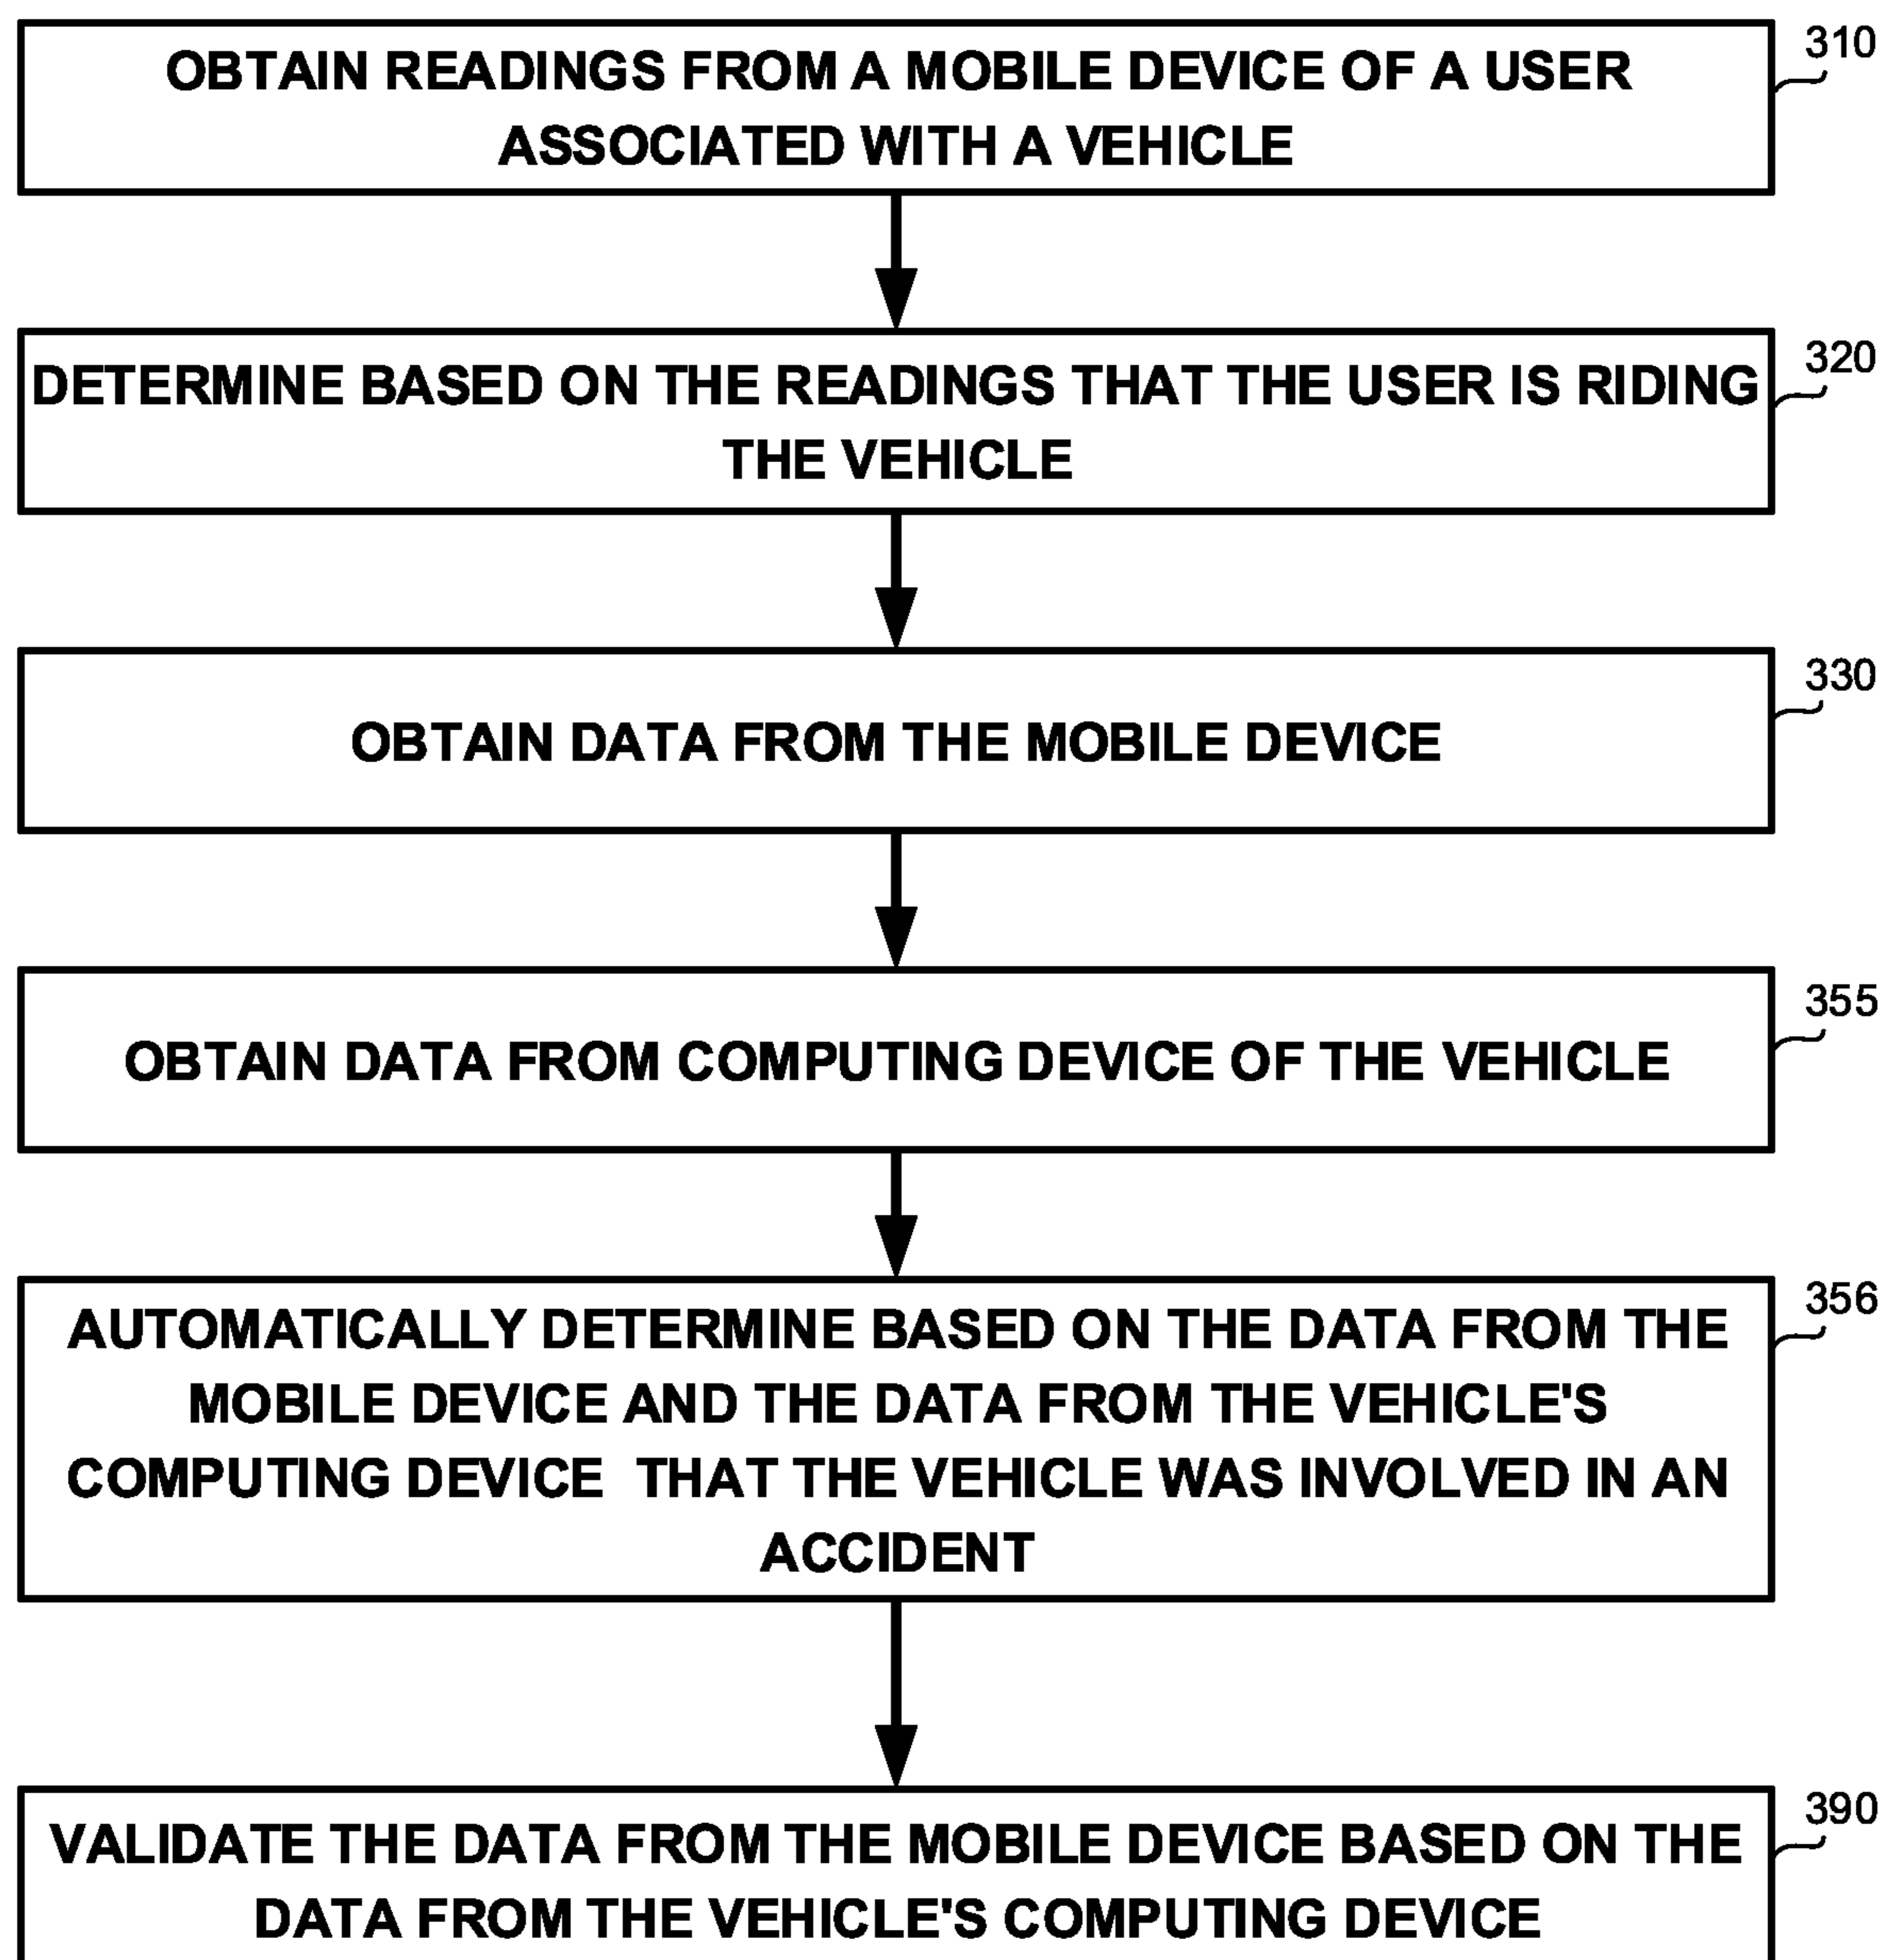 OBTAIN READINGS FROM A MOBILE DEVICE OF A USER
ASSOCIATED WITH A VEHICLE
310
DETERMINE BASED ON THE READINGS THAT THE USER IS RIDING
THE VEHICLE
320
OBTAIN DATA FROM THE MOBILE DEVICE
330
OBTAIN DATA FROM COMPUTING DEVICE OF THE VEHICLE
355
AUTOMATICALLY DETERMINE BASED ON THE DATA FROM THE
MOBILE DEVICE AND THE DATA FROM THE VEHICLE'S
COMPUTING DEVICE THAT THE VEHICLE WAS INVOLVED IN AN
ACCIDENT
356
VALIDATE THE DATA FROM THE MOBILE DEVICE BASED ON THE
DATA FROM THE VEHICLE'S COMPUTING DEVICE
390